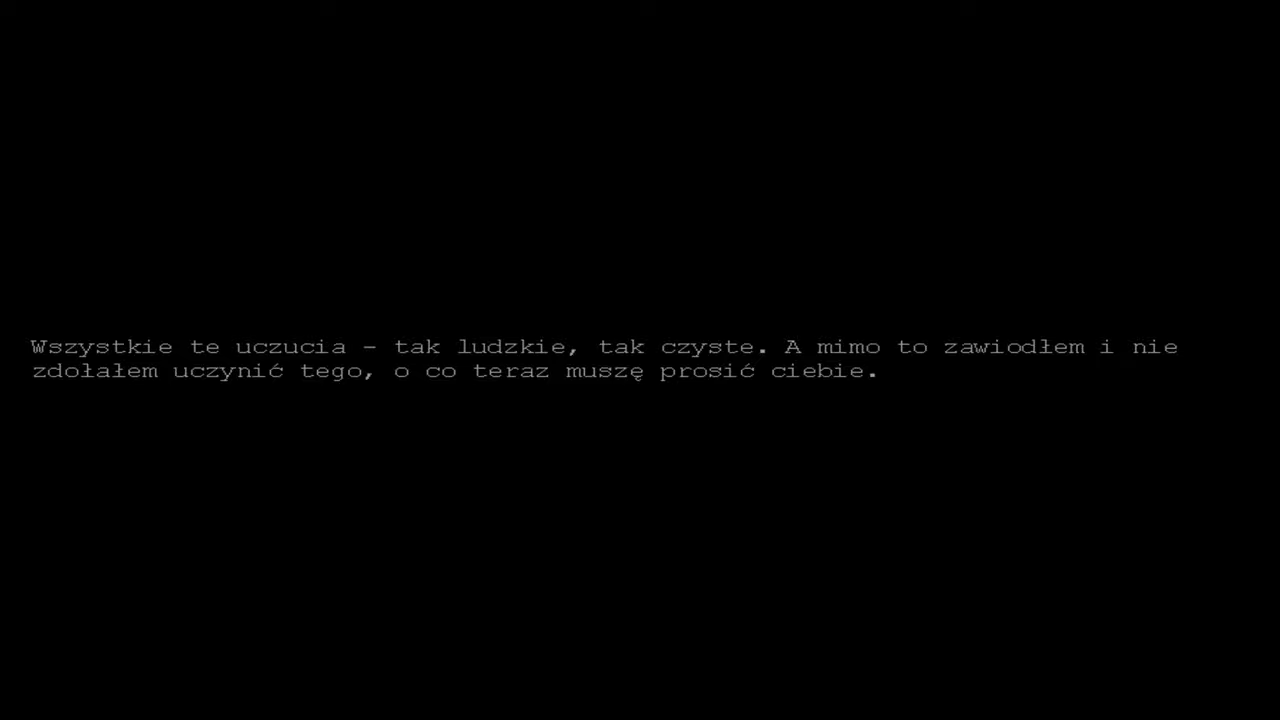 Wszystkie te uczucia – tak ludzkie, tak czyste. A mimo to zawiodłem i nie
zdołałem uczynić tego, o co teraz muszę prosić ciebie.